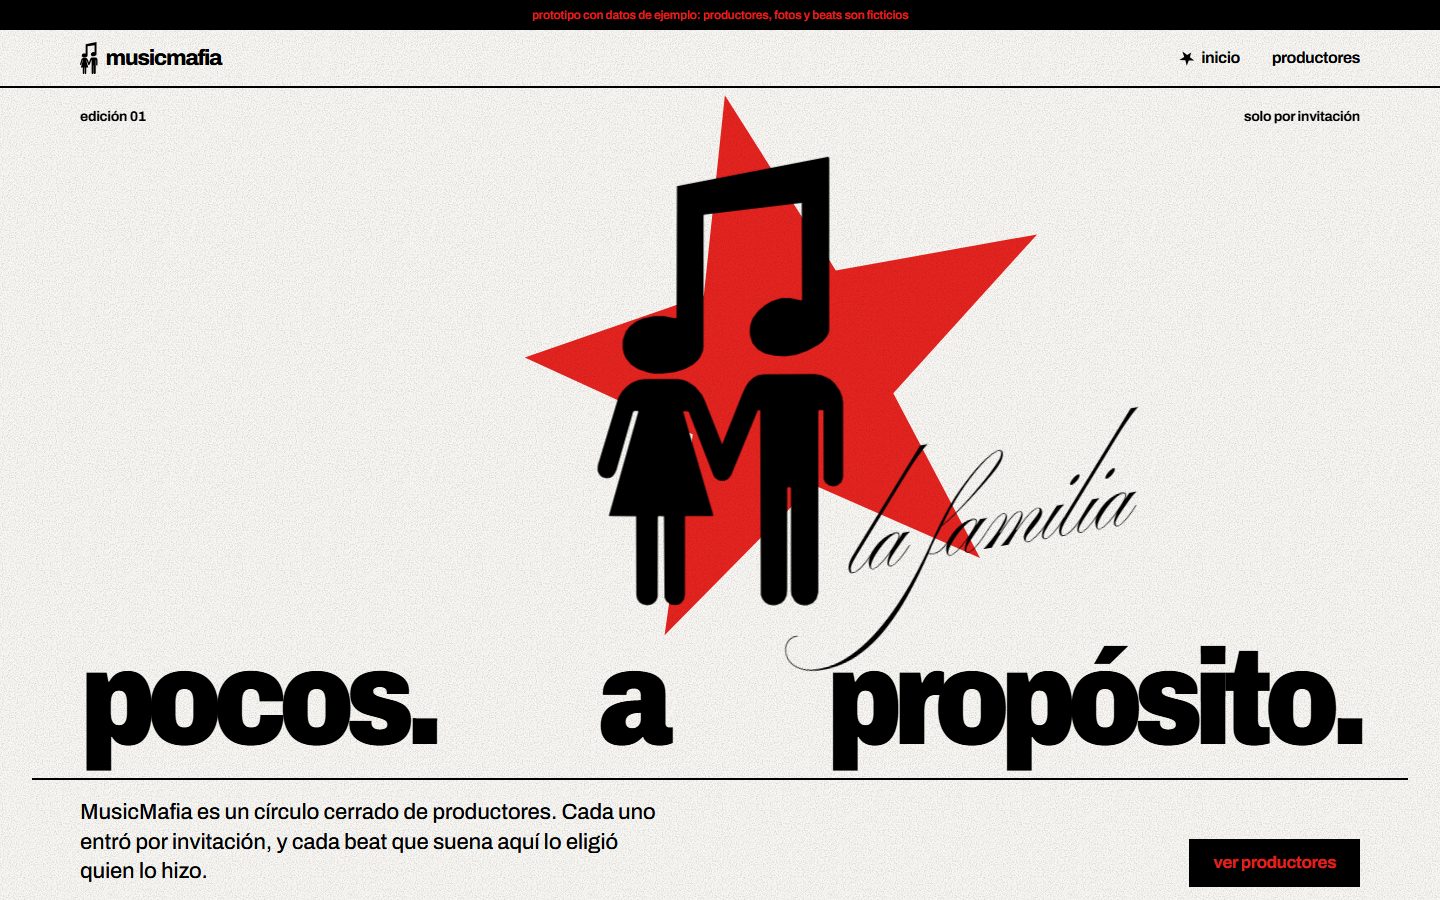 prototipo con datos de ejemplo: productores, fotos y beats son ficticios
musicmafia
inicio
productores
edición 01
solo por invitación
la familia
pocos. a propósito.
MusicMafia es un círculo cerrado de productores. Cada uno
entró por invitación, y cada beat que suena aquí lo eligió
quien lo hizo.
ver productores